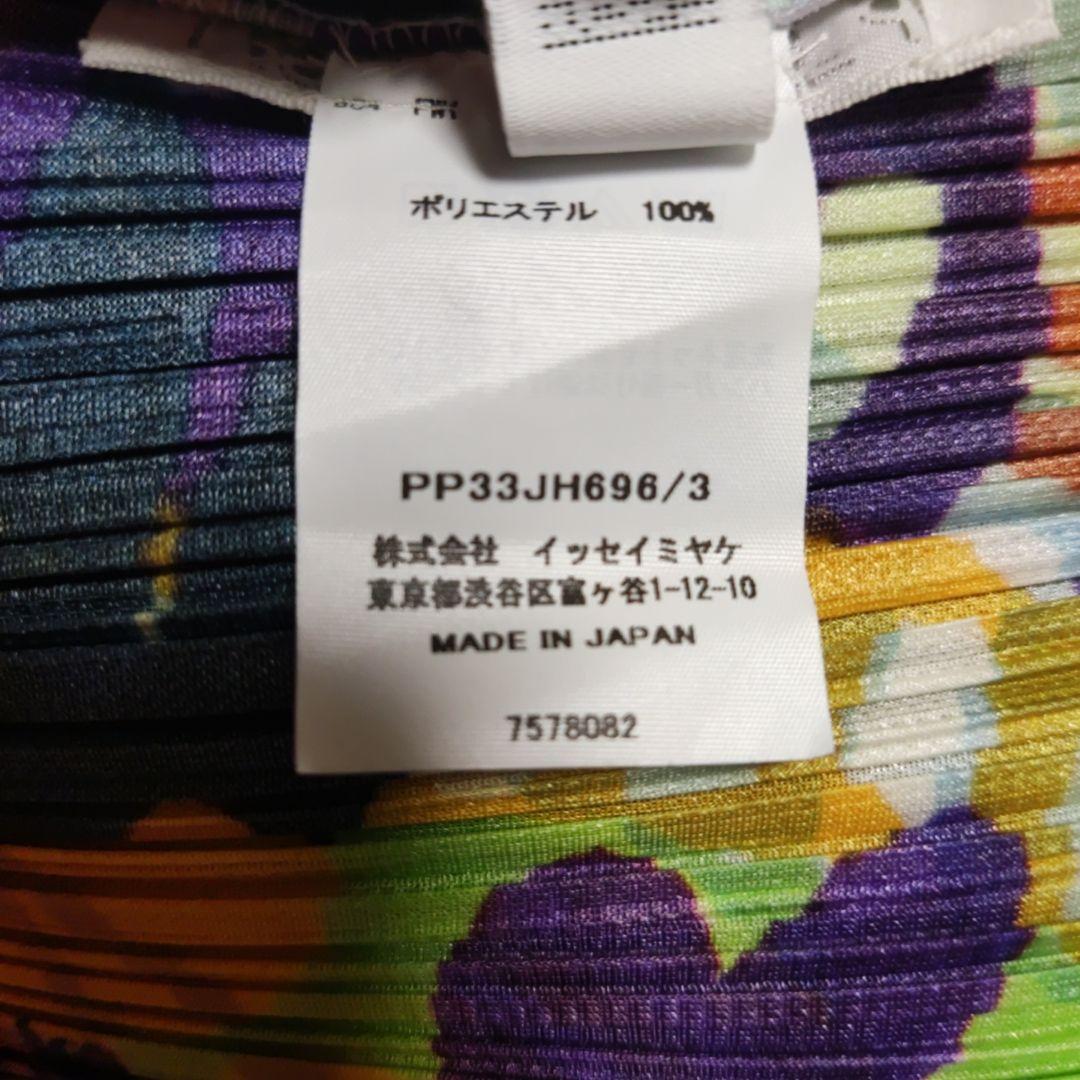 ポリエステル 100%
PP33JH696/3
株式会社 イッセイミヤケ
東京都渋谷区富ヶ谷1-12-10
MADE IN JAPAN
7578082